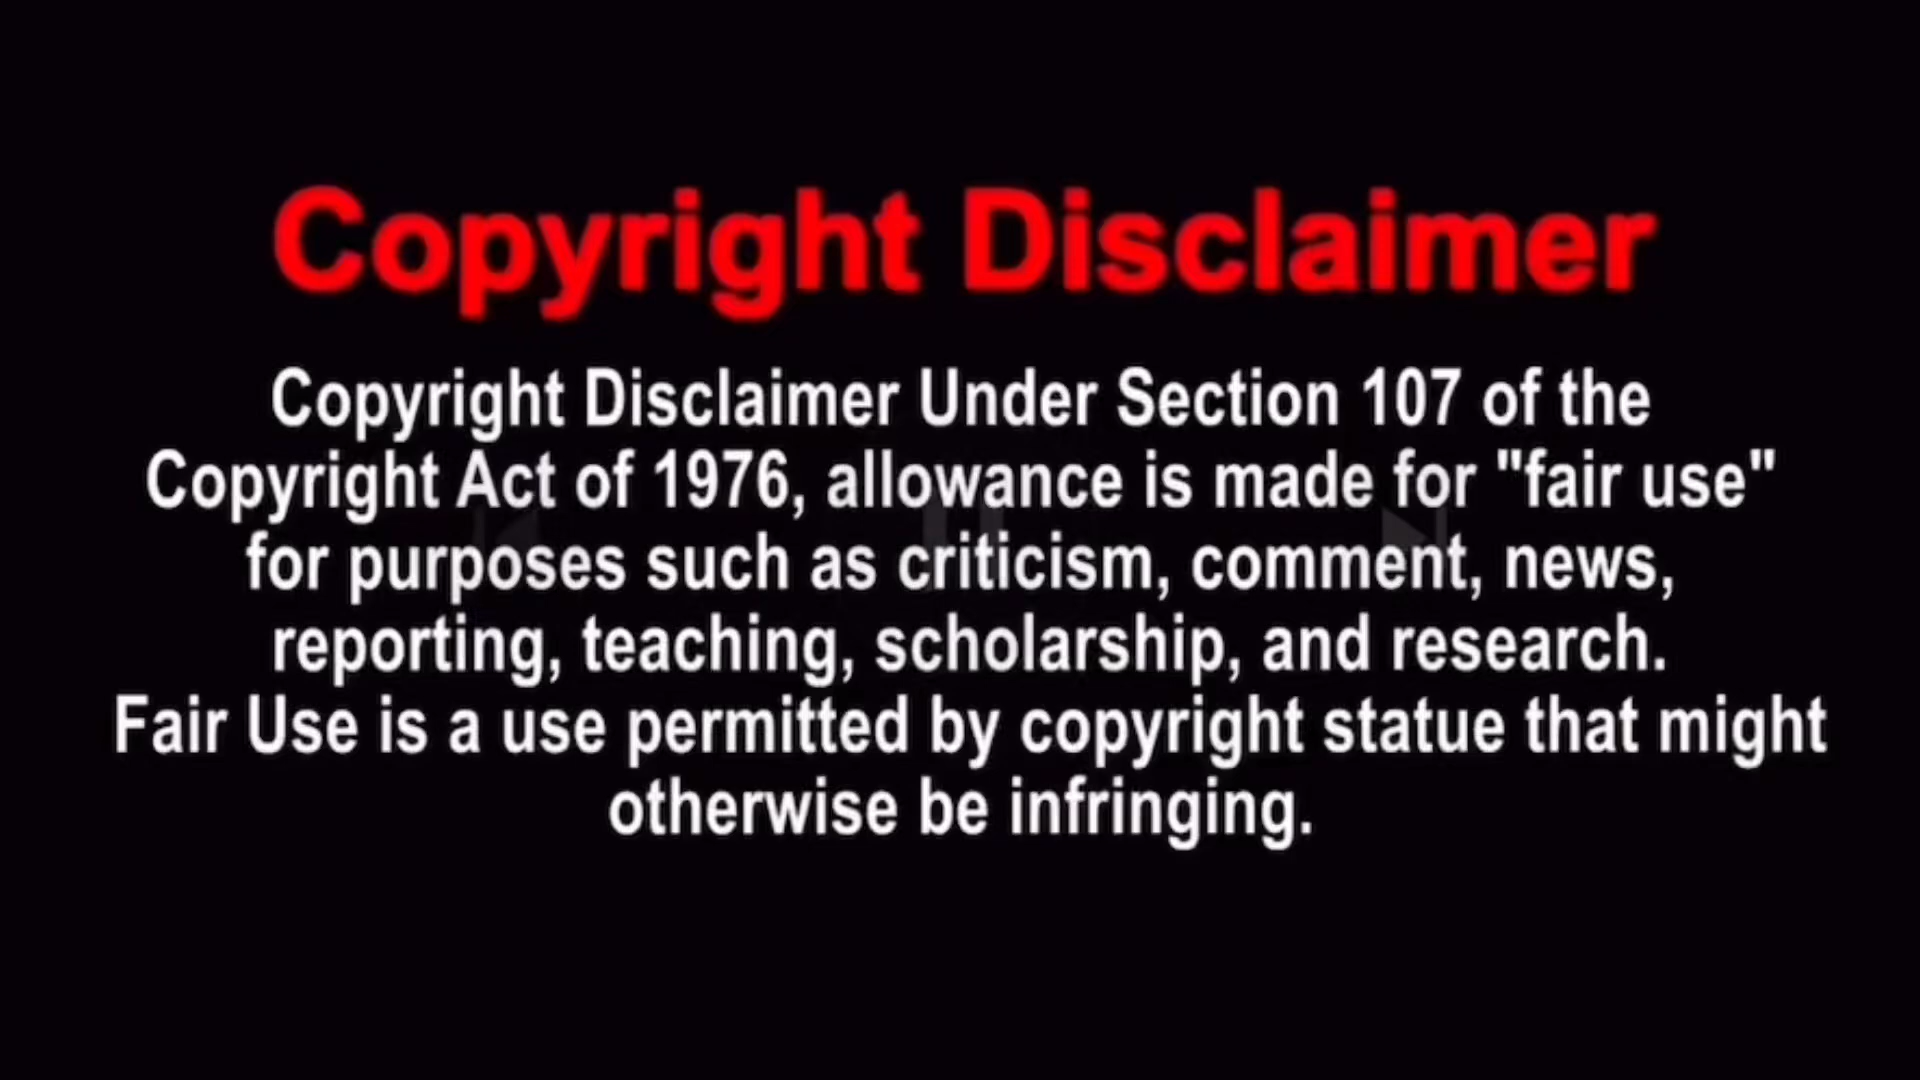 Copyright Disclaimer
Copyright Disclaimer Under Section 107 of the
Copyright Act of 1976, allowance is made for "fair use"
for purposes such as criticism, comment, news,
reporting, teaching, scholarship, and research.
Fair Use is a use permitted by copyright statue that might
otherwise be infringing.